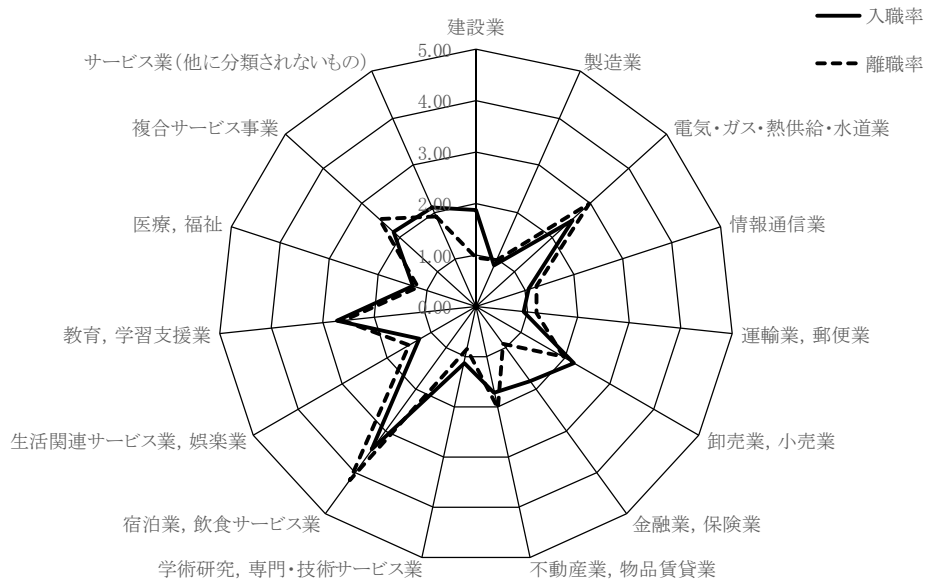 入職率
離職率
建設業
製造業
電気・ガス・熱供給・水道業
情報通信業
運輸業, 郵便業
卸売業, 小売業
金融業, 保険業
不動産業, 物品賃貸業
学術研究, 専門・技術サービス業
宿泊業, 飲食サービス業
生活関連サービス業, 娯楽業
教育, 学習支援業
医療, 福祉
複合サービス事業
サービス業(他に分類されないもの)
5.00
4.00
3.00
2.00
1.00
0.00